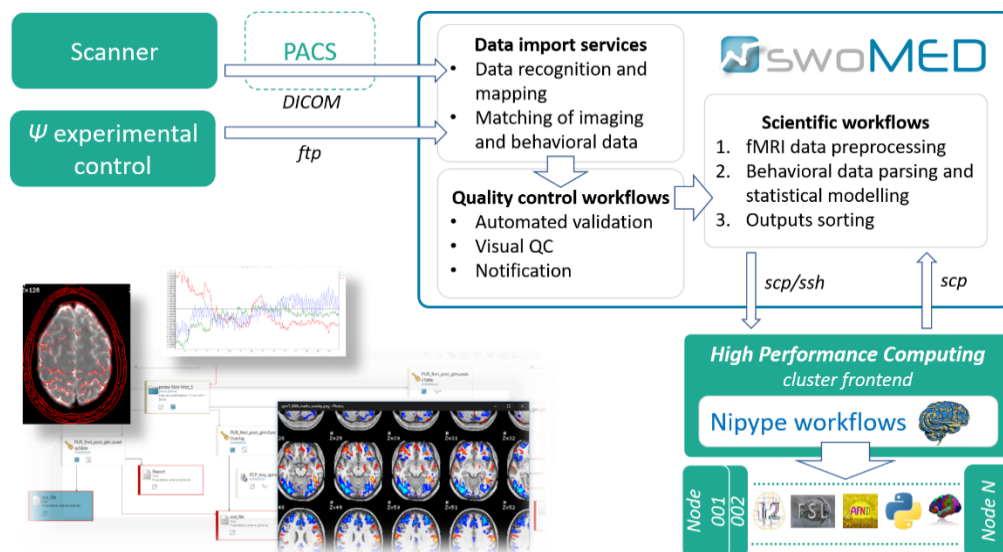 Scanner
PACS
DICOM
Ψ experimental
control
ftp
Data import services
• Data recognition and
mapping
• Matching of imaging
and behavioral data
swoMED
Quality control workflows
• Automated validation
• Visual QC
• Notification
Scientific workflows
1. fMRI data preprocessing
2. Behavioral data parsing and
statistical modelling
3. Outputs sorting
scp/ssh
scp
High Performance Computing
cluster frontend
Nipype workflows
Node
001
002
FSL
AFNI
Node N
Z=128
Report
out_file